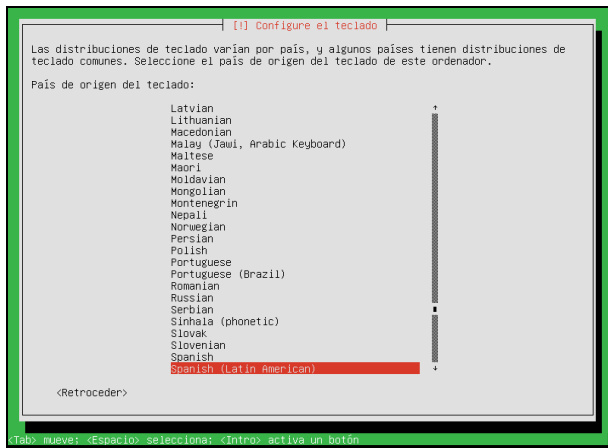 [!] Configure el teclado
Las distribuciones de teclado varían por país, y algunos países tienen distribuciones de
teclado comunes. Seleccione el país de origen del teclado de este ordenador.
País de origen del teclado:
Latvian
Lithuanian
Macedonian
Malay (Jawi, Arabic Keyboard)
Maltese
Maori
Moldavian
Mongolian
Montenegrin
Nepali
Norwegian
Persian
Polish
Portuguese
Portuguese (Brazil)
Romanian
Russian
Serbian
Sinhala (phonetic)
Slovak
Slovenian
Spanish
Spanish (Latin American)
<Retroceder>
<Tab> mueve; <Espacio> selecciona; <Intro> activa un botón